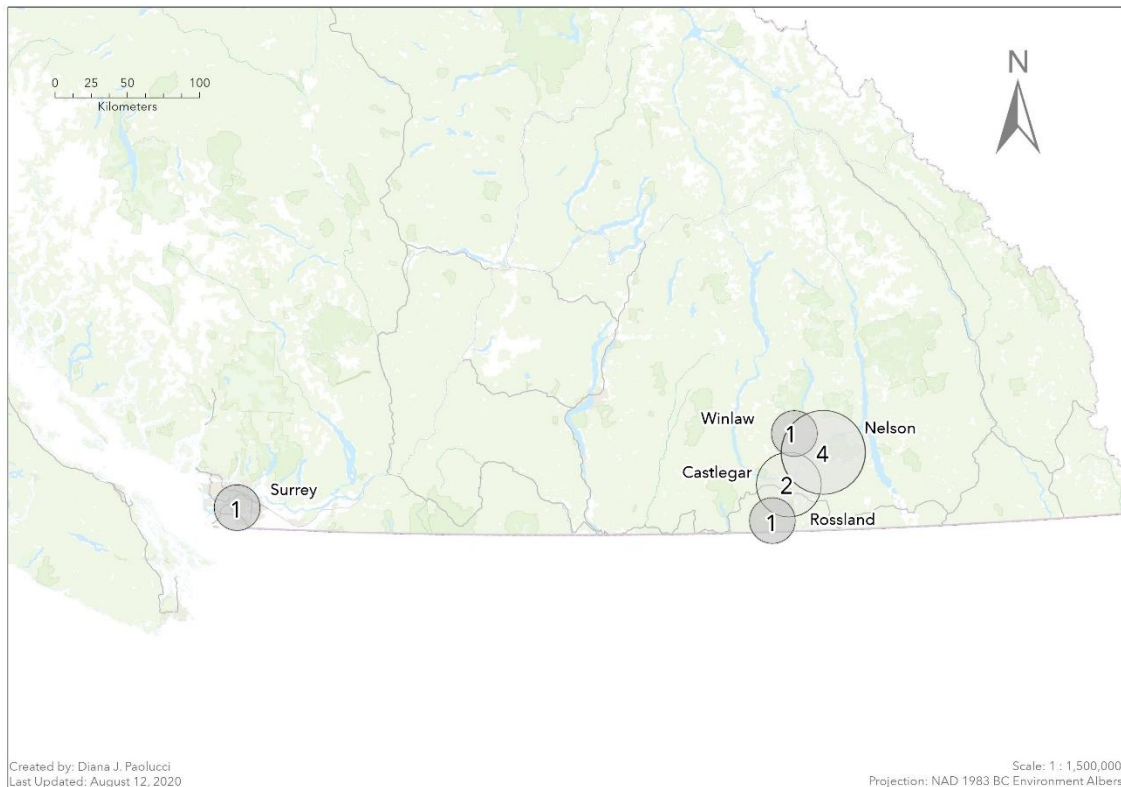 0 25 50 100
Kilometers
N
Winlaw
1
Nelson
4
Castlegar
2
Surrey
1
1
Rossland
Created by: Diana J. Paolucci
Last Updated: August 12, 2020
Scale: 1 : 1,500,000
Projection: NAD 1983 BC Environment Albers